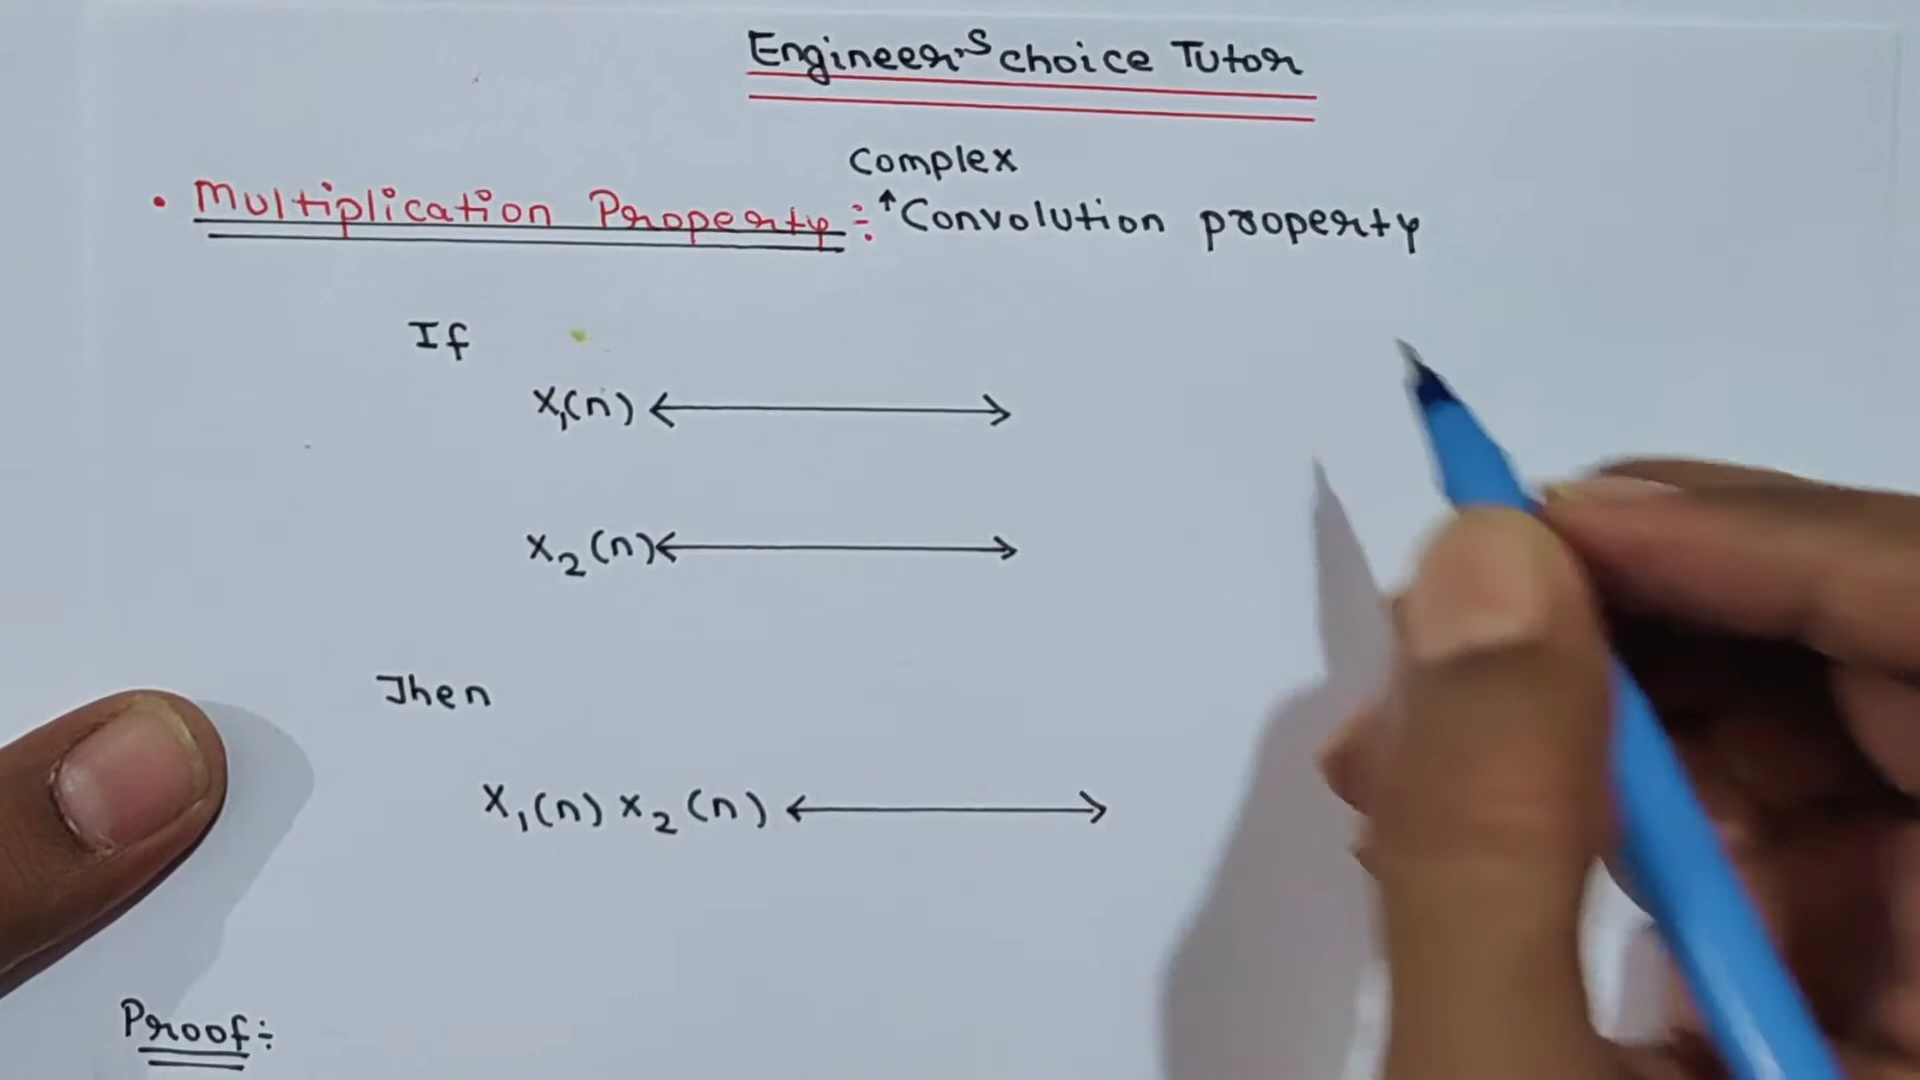 Engineer's choice Tutor
Complex
• Multiplication Property ÷ ↑ Convolution property
If
x₁(n) ⟷
x₂(n) ⟷
Then
x₁(n) x₂(n) ⟷
Proof ÷